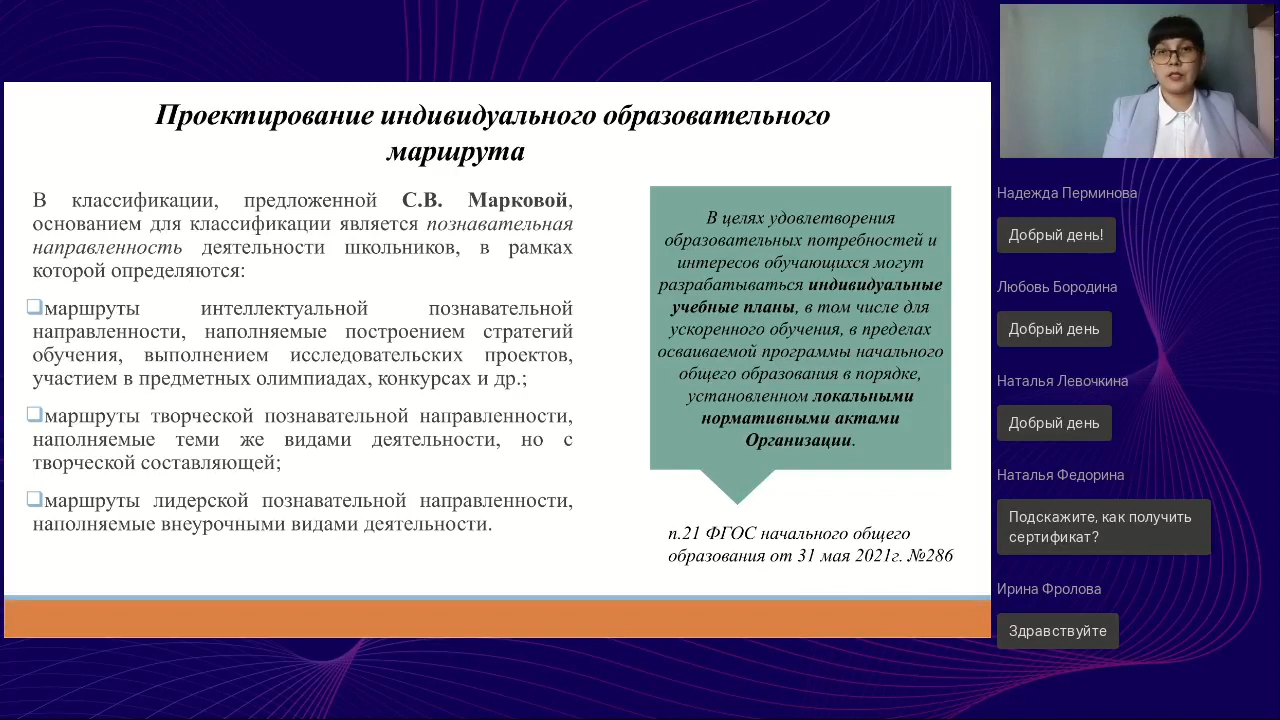 Проектирование индивидуального образовательного
маршрута
В классификации, предложенной С.В. Марковой,
основанием для классификации является познавательная
направленность деятельности школьников, в рамках
которой определяются:
маршруты интеллектуальной познавательной
направленности, наполняемые построением стратегий
обучения, выполнением исследовательских проектов,
участием в предметных олимпиадах, конкурсах и др.;
маршруты творческой познавательной направленности,
наполняемые теми же видами деятельности, но с
творческой составляющей;
маршруты лидерской познавательной направленности,
наполняемые внеурочными видами деятельности.
В целях удовлетворения
образовательных потребностей и
интересов обучающихся могут
разрабатываться индивидуальные
учебные планы, в том числе для
ускоренного обучения, в пределах
осваиваемой программы начального
общего образования в порядке,
установленном локальными
нормативными актами
Организации.
п.21 ФГОС начального общего
образования от 31 мая 2021г. №286
Надежда Перминова
Добрый день!
Любовь Бородина
Добрый день
Наталья Левочкина
Добрый день
Наталья Федорина
Подскажите, как получить
сертификат?
Ирина Фролова
Здравствуйте